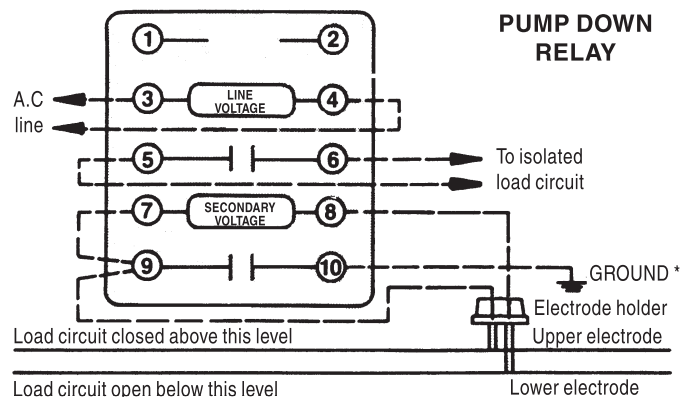 PUMP DOWN
RELAY
1
2
A.C
line
3
LINE
VOLTAGE
4
5
6
To isolated
load circuit
7
SECONDARY
VOLTAGE
8
9
10
GROUND *
Electrode holder
Load circuit closed above this level
Upper electrode
Load circuit open below this level
Lower electrode